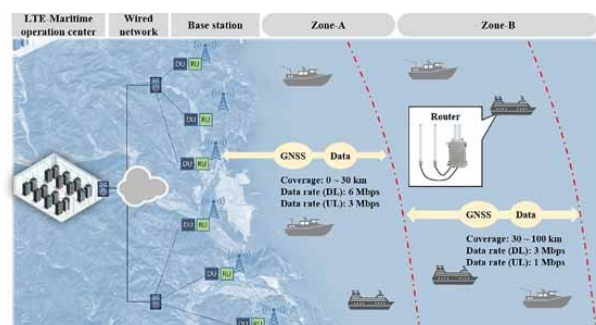 LTE-Maritime
operation center
Wired
network
Base station
Zone-A
Zone-B
DU RU
DU RU
DU RU
DU RU
DU RU
DU RU
Router
GNSS Data
Coverage: 0 ~ 30 km
Data rate (DL): 6 Mbps
Data rate (UL): 3 Mbps
GNSS Data
Coverage: 30 ~ 100 km
Data rate (DL): 3 Mbps
Data rate (UL): 1 Mbps